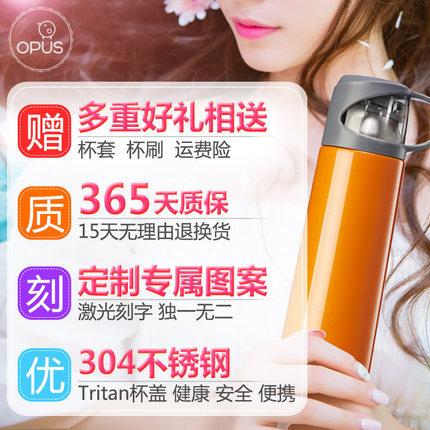 OPUS
赠
多重好礼相送
杯套 杯刷 运费险
质
365天质保
15天无理由退换货
刻
定制专属图案
激光刻字 独一无二
优
304不锈钢
Tritan杯盖 健康 安全 便携